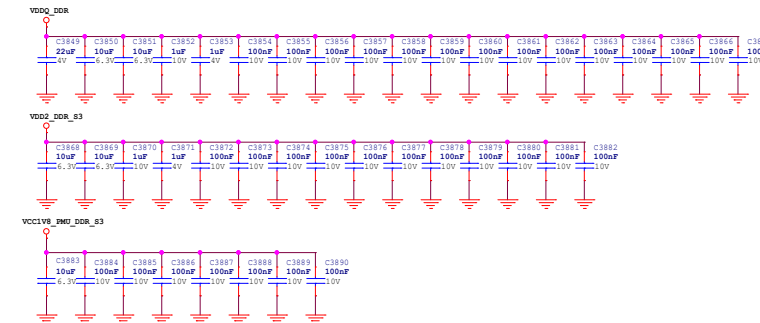 VDDQ_DDR
C3849 C3850 C3851 C3852 C3853 C3854 C3855 C3856 C3857 C3858 C3859 C3860 C3861 C3862 C3863 C3864 C3865 C3866
22uF 10uF 10uF 1uF 1uF 100nF 100nF 100nF 100nF 100nF 100nF 100nF 100nF 100nF 100nF 100nF 100nF 100nF
4V 6.3V 6.3V 10V 4V 10V 10V 10V 10V 10V 10V 10V 10V 10V 10V 10V 10V 10V
VDD2_DDR_S3
C3868 C3869 C3870 C3871 C3872 C3873 C3874 C3875 C3876 C3877 C3878 C3879 C3880 C3881 C3882
10uF 10uF 1uF 1uF 100nF 100nF 100nF 100nF 100nF 100nF 100nF 100nF 100nF 100nF 100nF
6.3V 6.3V 10V 4V 10V 10V 10V 10V 10V 10V 10V 10V 10V 10V 10V
VCC1V8_PMU_DDR_S3
C3883 C3884 C3885 C3886 C3887 C3888 C3889 C3890
10uF 100nF 100nF 100nF 100nF 100nF 100nF 100nF
6.3V 10V 10V 10V 10V 10V 10V 10V